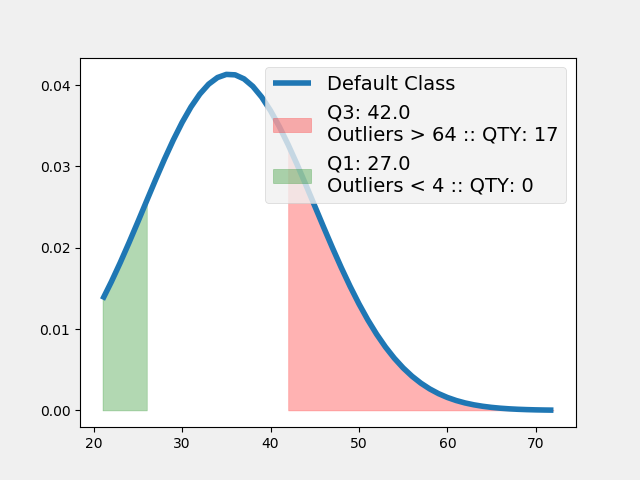 Default Class
Q3: 42.0
Outliers > 64 :: QTY: 17
Q1: 27.0
Outliers < 4 :: QTY: 0
0.04
0.03
0.02
0.01
0.00
20 30 40 50 60 70